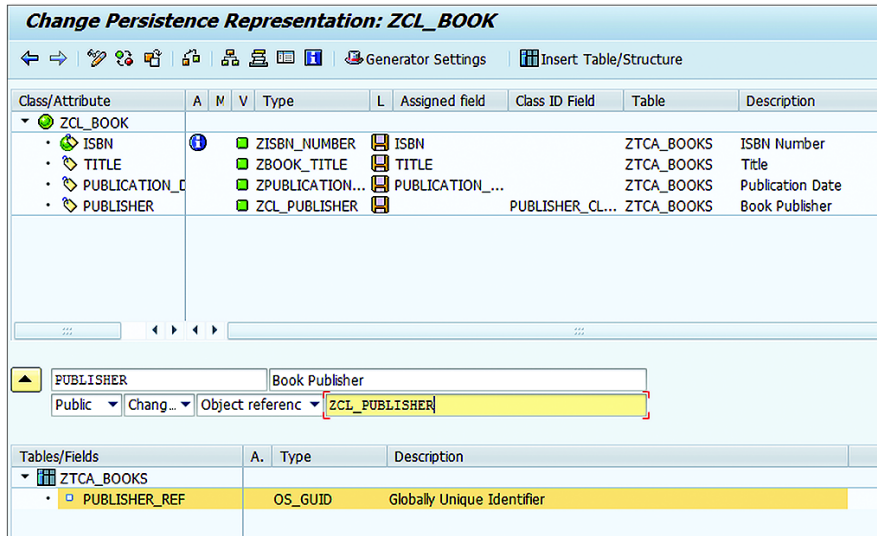 Change Persistence Representation: ZCL_BOOK
Generator Settings Insert Table/Structure
Class/Attribute A M V Type L Assigned field Class ID Field Table Description
ZCL_BOOK
ISBN ZISBN_NUMBER ISBN ZTCA_BOOKS ISBN Number
TITLE ZBOOK_TITLE TITLE ZTCA_BOOKS Title
PUBLICATION_D ZPUBLICATION... PUBLICATION_... ZTCA_BOOKS Publication Date
PUBLISHER ZCL_PUBLISHER PUBLISHER_CL... ZTCA_BOOKS Book Publisher
PUBLISHER Book Publisher
Public Chang... Object referenc ZCL_PUBLISHER
Tables/Fields A. Type Description
ZTCA_BOOKS
PUBLISHER_REF OS_GUID Globally Unique Identifier